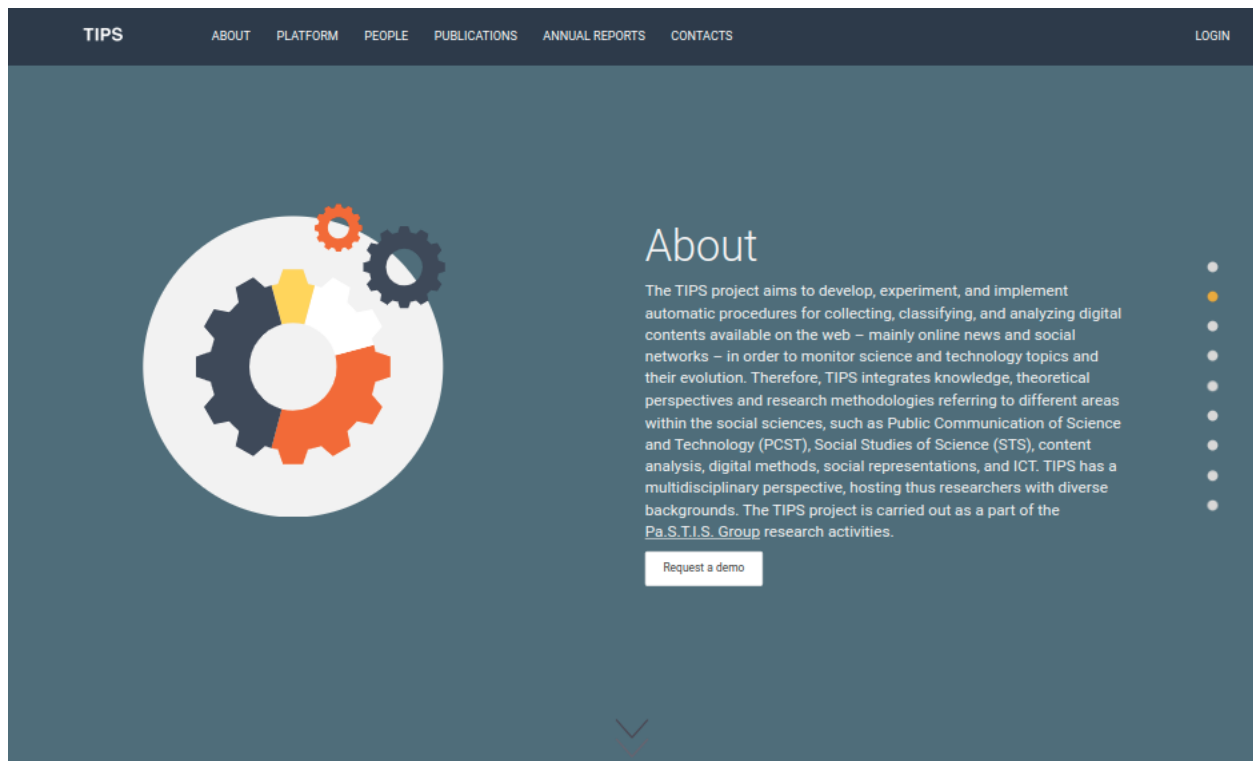 TIPS ABOUT PLATFORM PEOPLE PUBLICATIONS ANNUAL REPORTS CONTACTS LOGIN
About
The TIPS project aims to develop, experiment, and implement
automatic procedures for collecting, classifying, and analyzing digital
contents available on the web – mainly online news and social
networks – in order to monitor science and technology topics and
their evolution. Therefore, TIPS integrates knowledge, theoretical
perspectives and research methodologies referring to different areas
within the social sciences, such as Public Communication of Science
and Technology (PCST), Social Studies of Science (STS), content
analysis, digital methods, social representations, and ICT. TIPS has a
multidisciplinary perspective, hosting thus researchers with diverse
backgrounds. The TIPS project is carried out as a part of the
Pa.S.T.I.S. Group research activities.
Request a demo